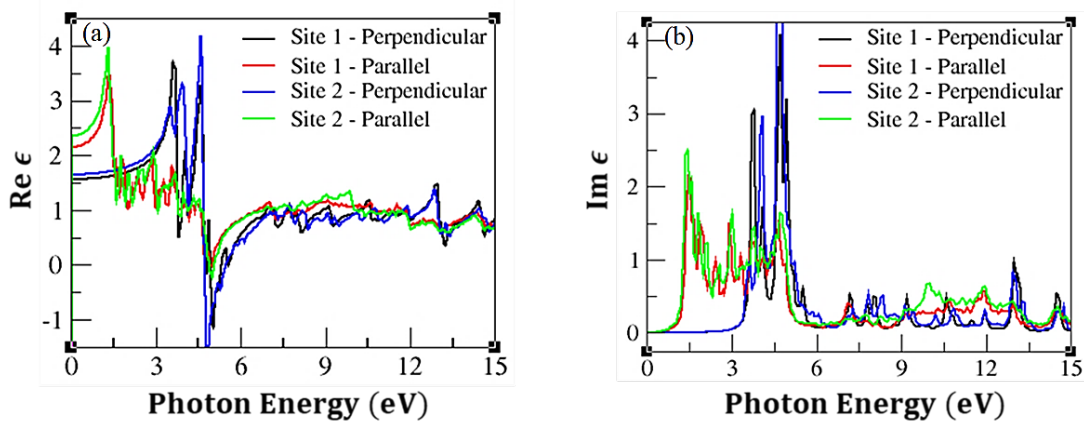 (a)
Site 1 - Perpendicular
Site 1 - Parallel
Site 2 - Perpendicular
Site 2 - Parallel
4
3
2
1
0
-1
Re ϵ
0 3 6 9 12 15
Photon Energy (eV)
(b)
Site 1 - Perpendicular
Site 1 - Parallel
Site 2 - Perpendicular
Site 2 - Parallel
4
3
2
1
0
Im ϵ
0 3 6 9 12 15
Photon Energy (eV)